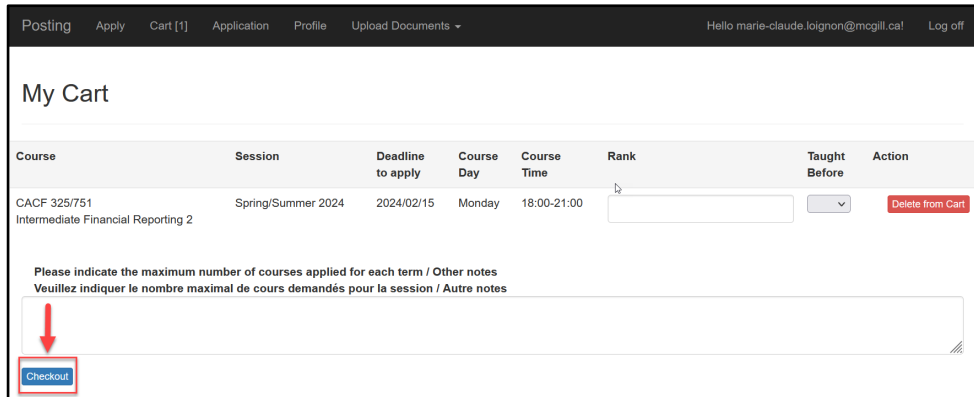 Posting Apply Cart [1] Application Profile Upload Documents Hello marie-claude.loignon@mcgill.ca! Log off
My Cart
Course Session Deadline to apply Course Day Course Time Rank Taught Before Action
CACF 325/751 Spring/Summer 2024 2024/02/15 Monday 18:00-21:00 Delete from Cart
Intermediate Financial Reporting 2
Please indicate the maximum number of courses applied for each term / Other notes
Veuillez indiquer le nombre maximal de cours demandés pour la session / Autre notes
Checkout